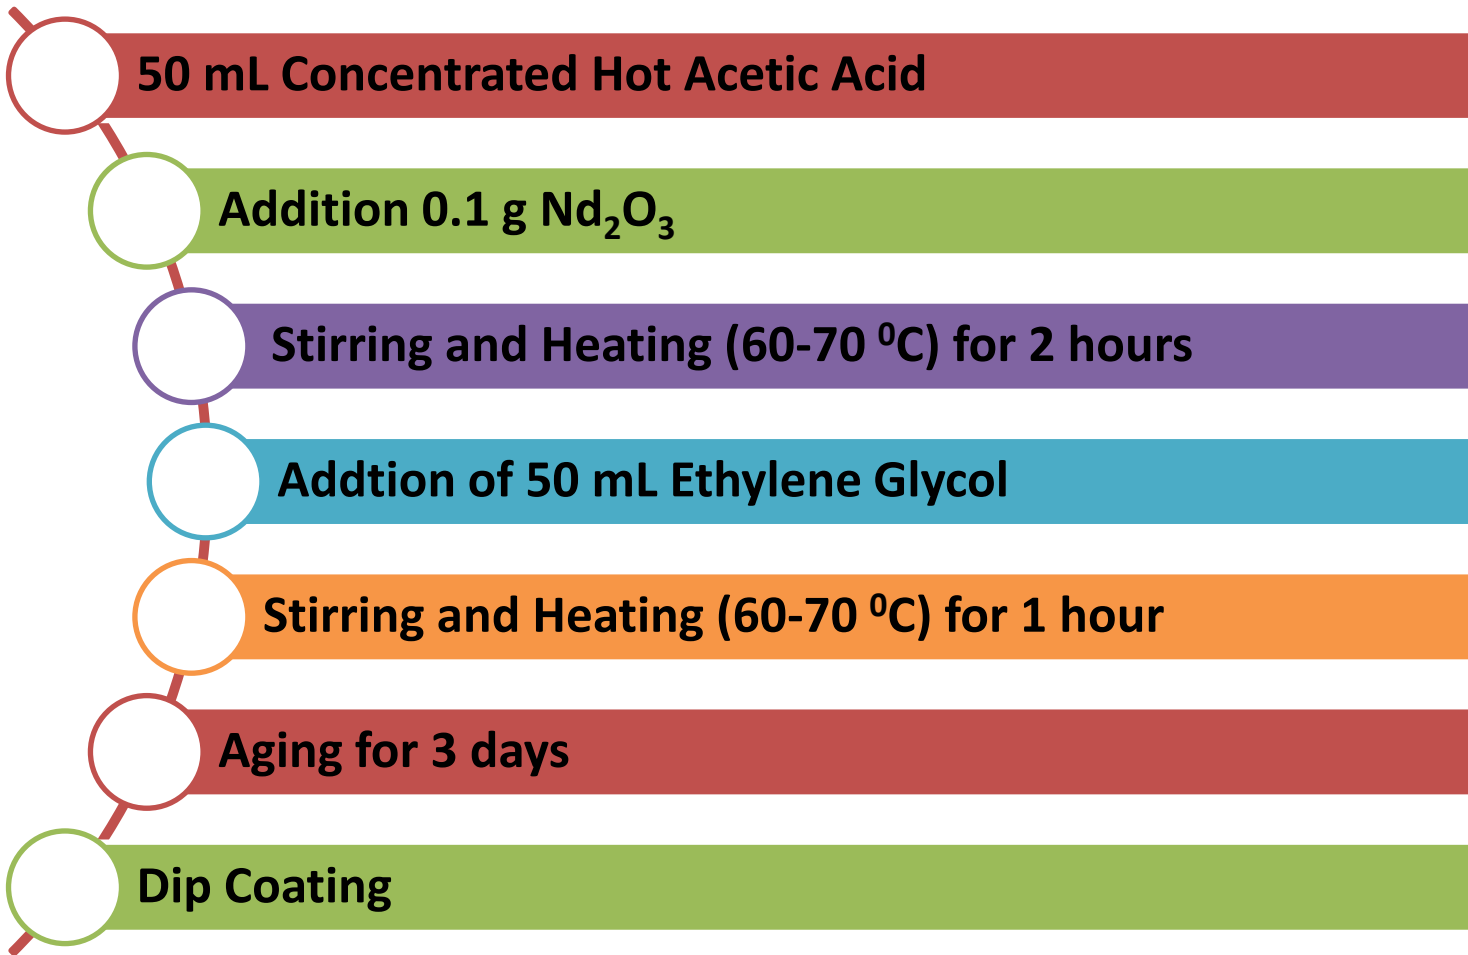 50 mL Concentrated Hot Acetic Acid
Addition 0.1 g Nd₂O₃
Stirring and Heating (60-70 ⁰C) for 2 hours
Addtion of 50 mL Ethylene Glycol
Stirring and Heating (60-70 ⁰C) for 1 hour
Aging for 3 days
Dip Coating